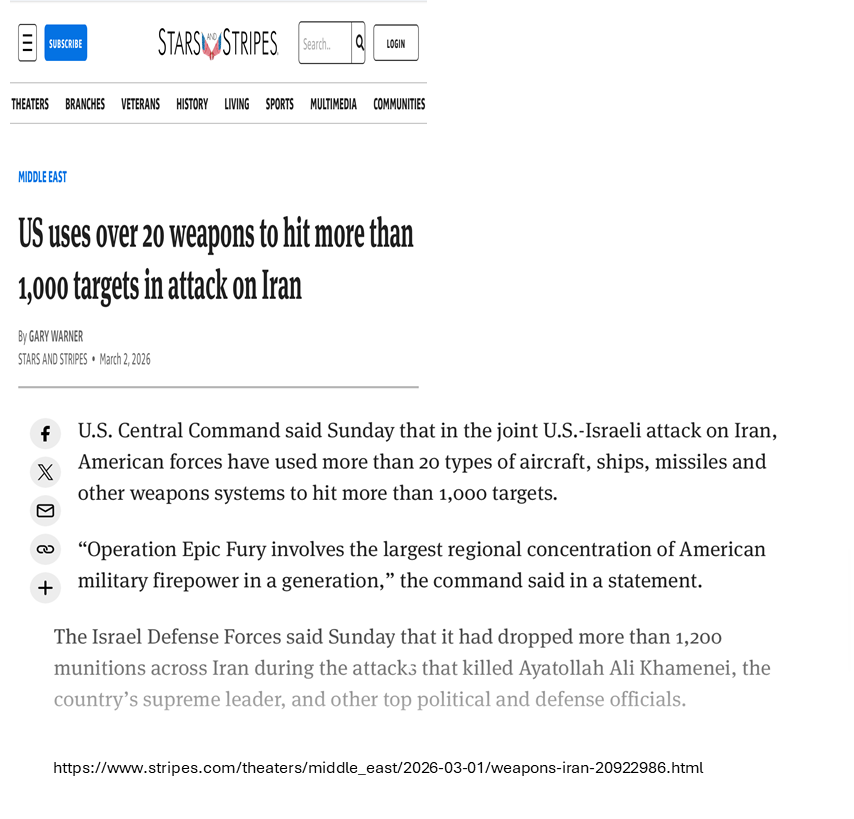 SUBSCRIBE
STARS AND STRIPES
Search..
LOGIN
THEATERS BRANCHES VETERANS HISTORY LIVING SPORTS MULTIMEDIA COMMUNITIES
MIDDLE EAST
US uses over 20 weapons to hit more than
1,000 targets in attack on Iran
By GARY WARNER
STARS AND STRIPES • March 2, 2026
U.S. Central Command said Sunday that in the joint U.S.-Israeli attack on Iran,
American forces have used more than 20 types of aircraft, ships, missiles and
other weapons systems to hit more than 1,000 targets.
“Operation Epic Fury involves the largest regional concentration of American
military firepower in a generation,” the command said in a statement.
The Israel Defense Forces said Sunday that it had dropped more than 1,200
munitions across Iran during the attacks that killed Ayatollah Ali Khamenei, the
country’s supreme leader, and other top political and defense officials.
https://www.stripes.com/theaters/middle_east/2026-03-01/weapons-iran-20922986.html